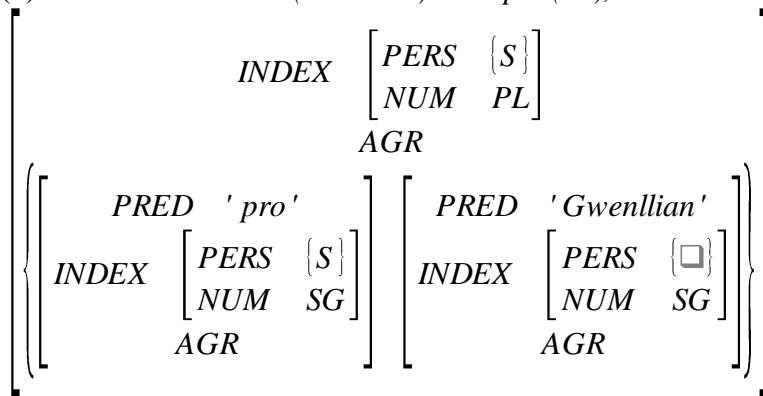 INDEX [PERS {S}
NUM PL]
AGR
{[PRED 'pro' INDEX [PERS {S} NUM SG] AGR] [PRED 'Gwenllian' INDEX [PERS {❑} NUM SG] AGR]}